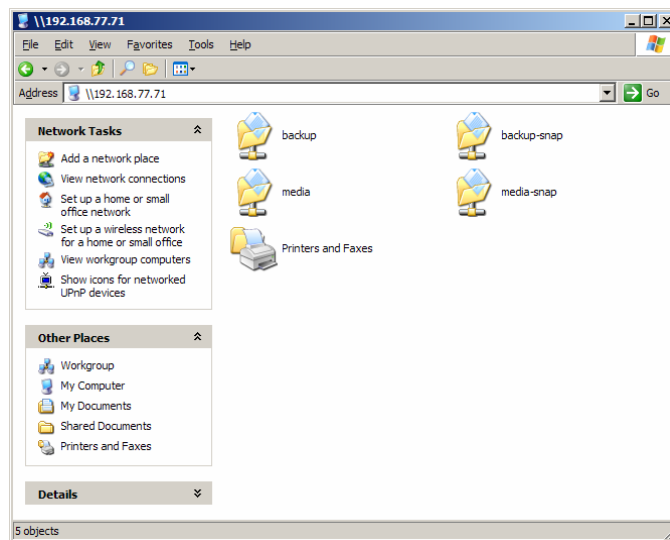 \\192.168.77.71
File Edit View Favorites Tools Help
Address \\192.168.77.71 Go
Network Tasks
Add a network place
View network connections
Set up a home or small
office network
Set up a wireless network
for a home or small office
View workgroup computers
Show icons for networked
UPnP devices
Other Places
Workgroup
My Computer
My Documents
Shared Documents
Printers and Faxes
Details
backup
backup-snap
media
media-snap
Printers and Faxes
5 objects